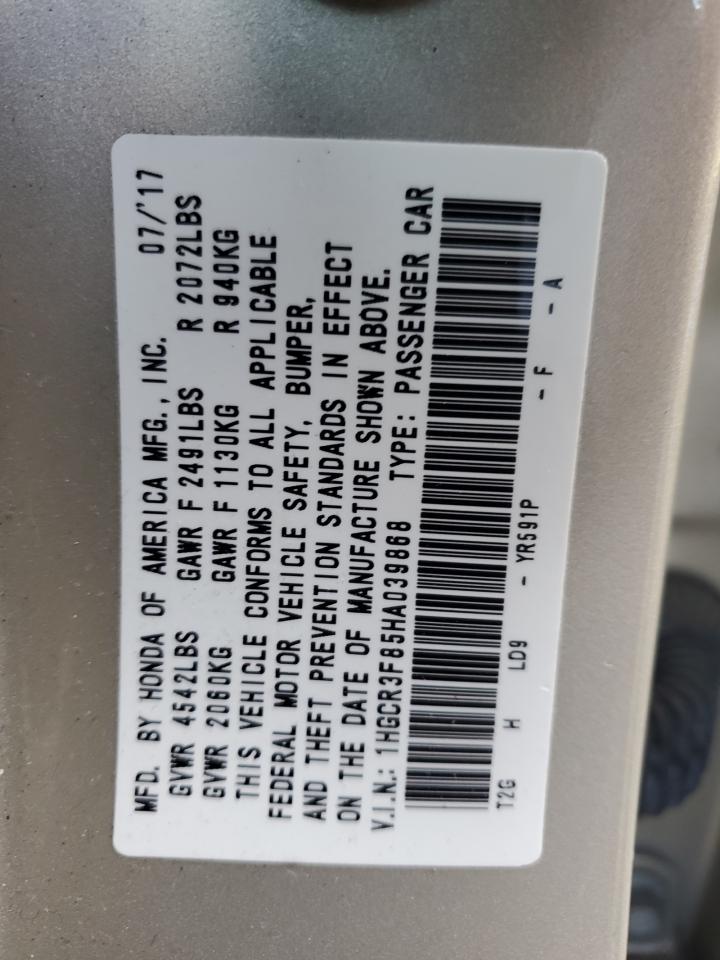 MFD. BY HONDA OF AMERICA MFG., INC. 07/'17
GVWR 4542LBS GAWR F 2491LBS R 2072LBS
GVWR 2060KG GAWR F 1130KG R 940KG
THIS VEHICLE CONFORMS TO ALL APPLICABLE
FEDERAL MOTOR VEHICLE SAFETY, BUMPER,
AND THEFT PREVENTION STANDARDS IN EFFECT
ON THE DATE OF MANUFACTURE SHOWN ABOVE.
V.I.N.: 1HGCR3F85HA039868 TYPE: PASSENGER CAR
T2G H LD9 - YR591P - F - A